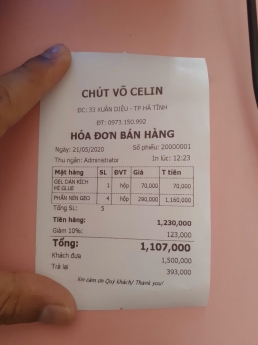 CHÚT VÕ CELIN
ĐC: 33 XUÂN DIỆU - TP HÀ TĨNH
ĐT: 0973.150.992
HÓA ĐƠN BÁN HÀNG
Ngày: 21/05/2020 Số phiếu: 20000001
Thu ngân: Administrator In lúc: 12:23
Mặt hàng SL ĐVT Giá T tiền
GEL DÁN KÍCH
MI GLUE 1 hộp 70,000 70,000
PHẤN NÉN GBO 4 hộp 290,000 1,160,000
Tổng SL: 5
Tiền hàng: 1,230,000
Giảm 10%: 123,000
Tổng: 1,107,000
Khách đưa 1,500,000
Trả lại 393,000
Xin cảm ơn Quý khách/ Thank you!